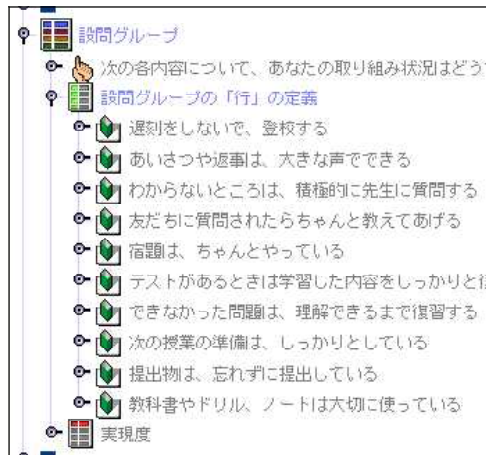 設問グループ
次の各内容について、あなたの取り組み状況はどう
設問グループの「行」の定義
遅刻をしないで、登校する
あいさつや返事は、大きな声でできる
わからないところは、積極的に先生に質問する
友だちに質問されたらちゃんと教えてあげる
宿題は、ちゃんとやっている
テストがあるときは学習した内容をしっかりと
できなかった問題は、理解できるまで復習する
次の授業の準備は、しっかりとしている
提出物は、忘れずに提出している
教科書やドリル、ノートは大切に使っている
実現度